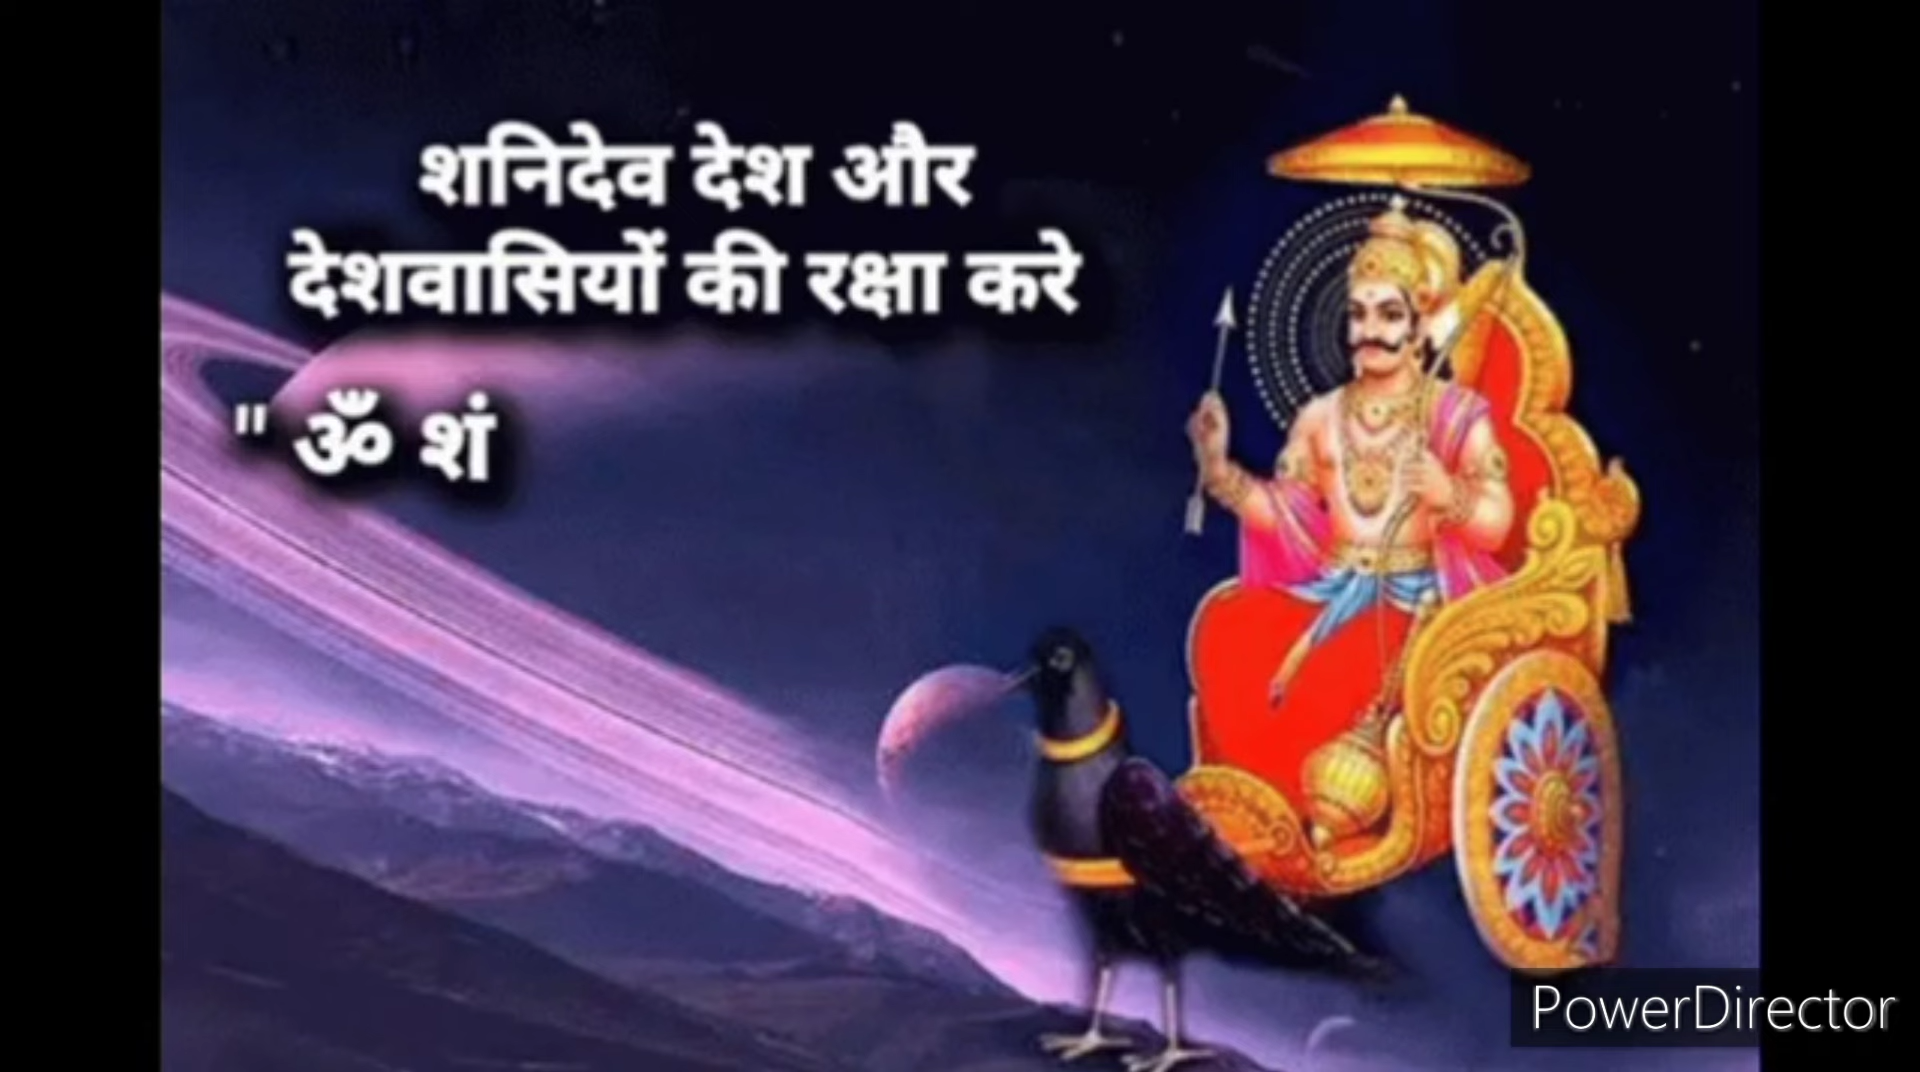 शनिदेव देश और
देशवासियों की रक्षा करे
" ॐ शं
PowerDirector